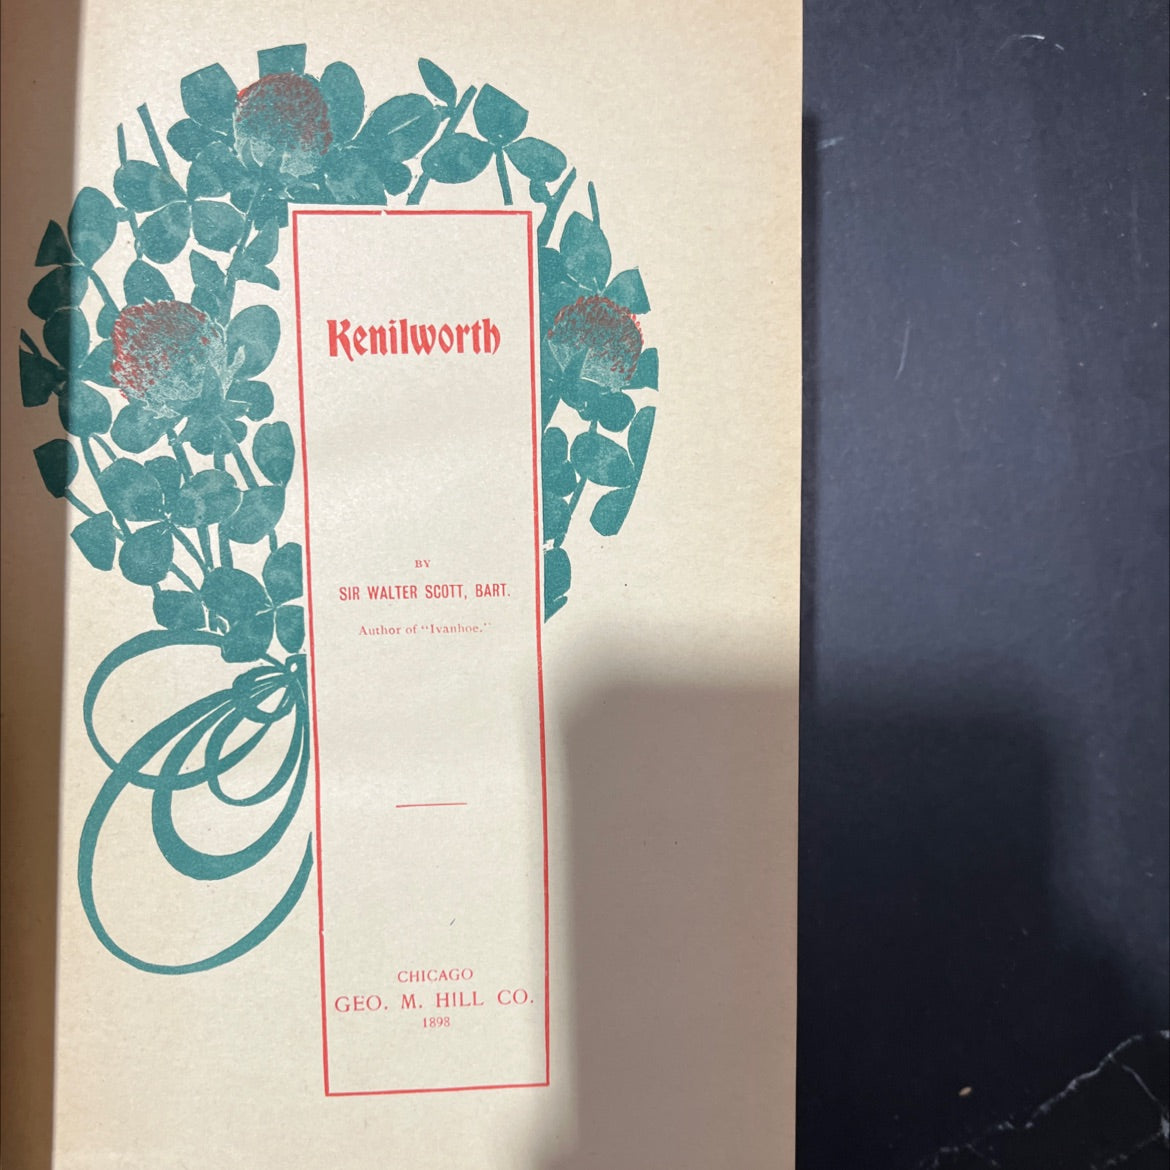 Kenilworth
BY
SIR WALTER SCOTT, BART.
Author of "Ivanhoe."
CHICAGO
GEO. M. HILL CO.
1898